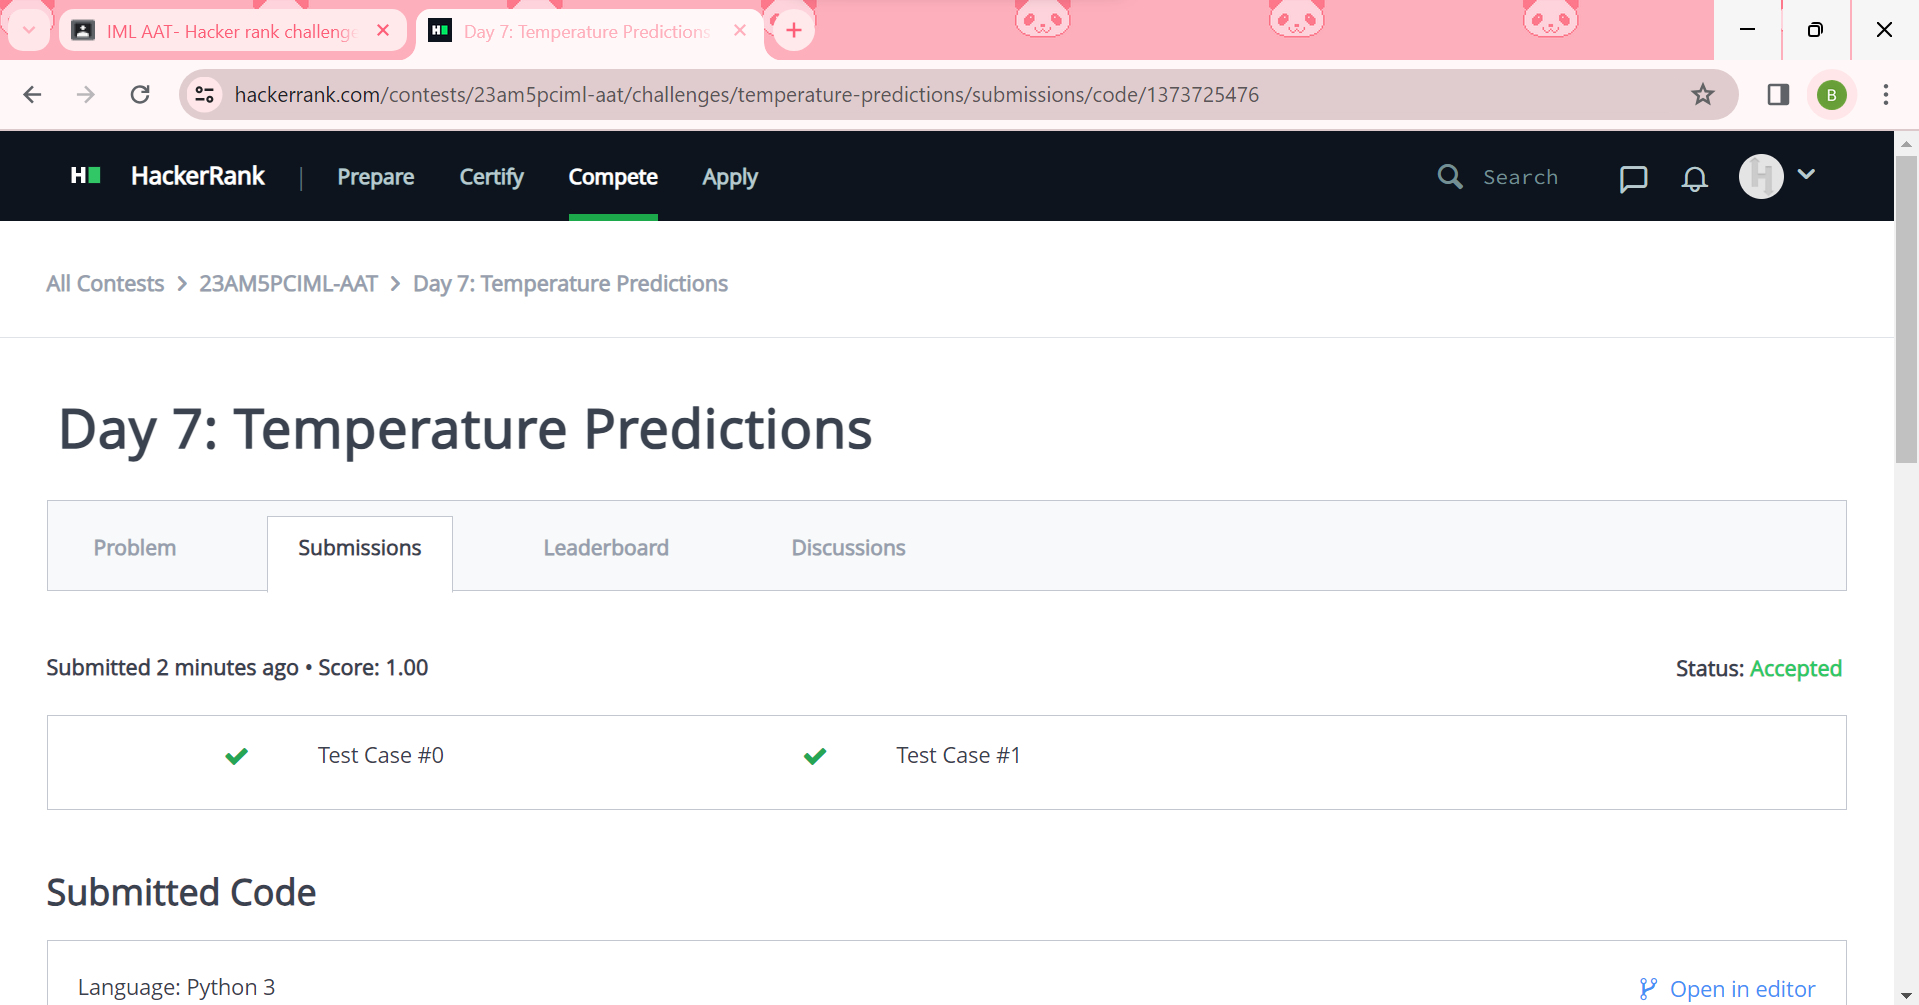 IML AAT- Hacker rank challenge
Day 7: Temperature Predictions
hackerrank.com/contests/23am5pciml-aat/challenges/temperature-predictions/submissions/code/1373725476
B
H
HackerRank | Prepare Certify Compete Apply Search
H
All Contests > 23AM5PCIML-AAT > Day 7: Temperature Predictions
Day 7: Temperature Predictions
Problem Submissions Leaderboard Discussions
Submitted 2 minutes ago • Score: 1.00 Status: Accepted
Test Case #0 Test Case #1
Submitted Code
Language: Python 3 Open in editor